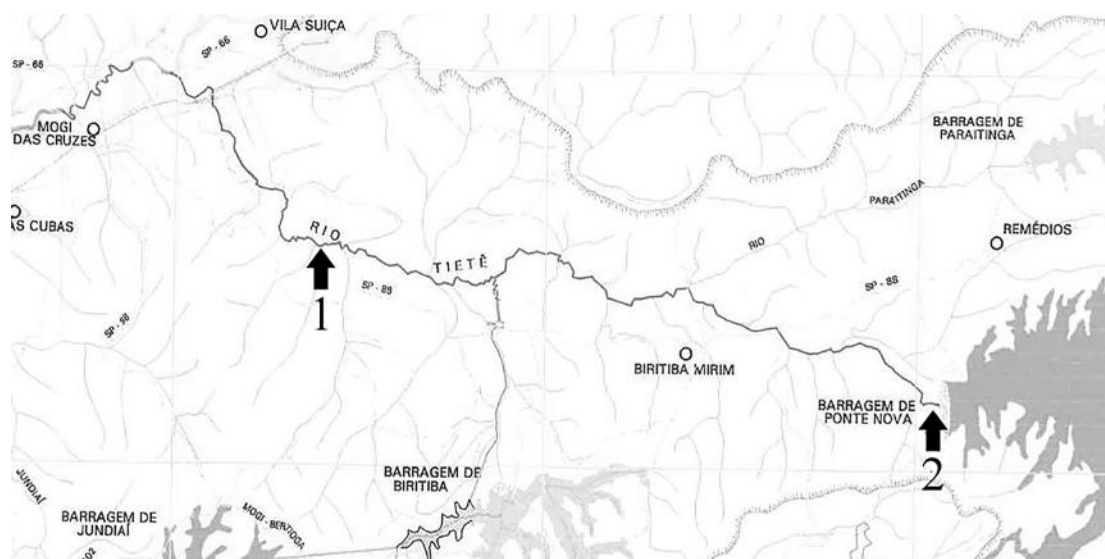 VILA SUIÇA
SP - 66
MOGI
DAS CRUZES
AS CUBAS
BARRAGEM DE
PARAITINGA
RIO PARAITINGA
REMÉDIOS
RIO TIETÊ
1
SP - 88
SP - 88
SP - 98
BIRITIBA MIRIM
BARRAGEM DE
PONTE NOVA
2
BARRAGEM DE
BIRITIBA
JUNDIAÍ
BARRAGEM DE
JUNDIAÍ
MOGI - BERTIOGA